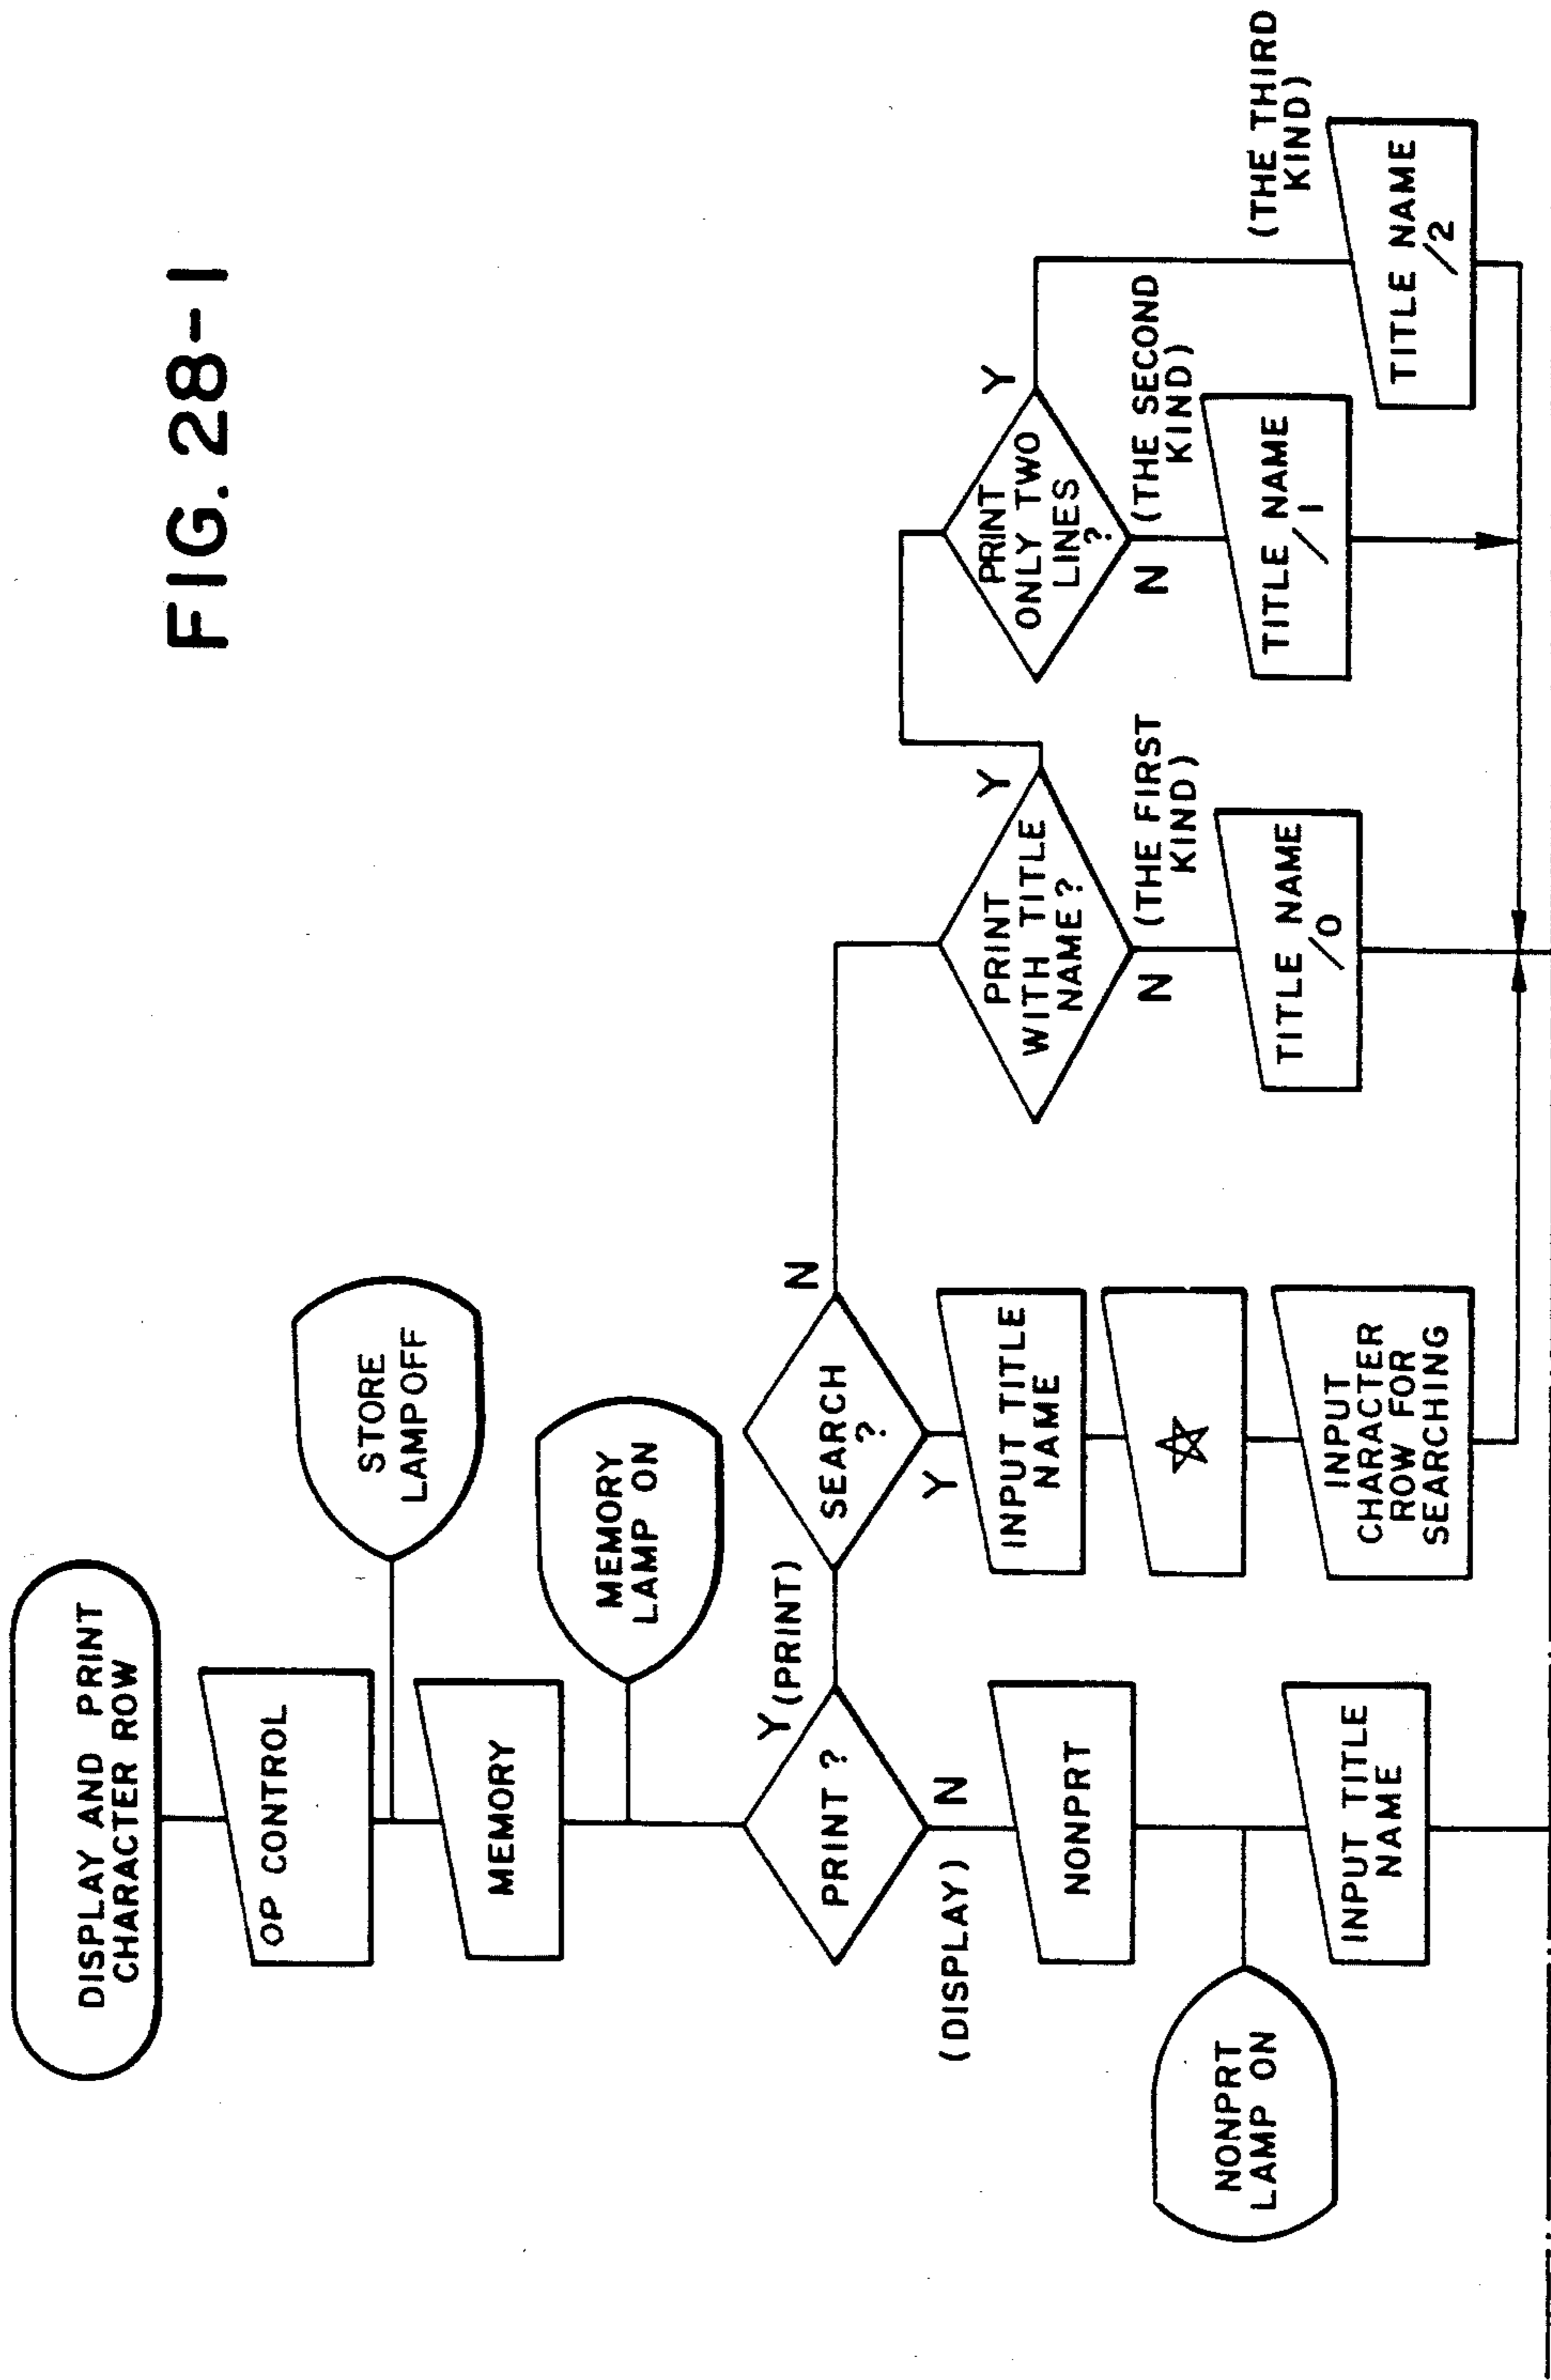 FIG. 28-1
DISPLAY AND PRINT
CHARACTER ROW
OP CONTROL
STORE
LAMP OFF
MEMORY
MEMORY
LAMP ON
PRINT ?
Y (PRINT)
N
(DISPLAY)
NONPRT
NONPRT
LAMP ON
INPUT TITLE
NAME
SEARCH
?
N
Y
INPUT TITLE
NAME
☆
INPUT
CHARACTER
ROW FOR
SEARCHING
PRINT
WITH TITLE
NAME ?
Y
N
(THE FIRST
KIND)
TITLE NAME
/0
PRINT
ONLY TWO
LINES
?
Y
N
(THE SECOND
KIND)
TITLE NAME
/1
(THE THIRD
KIND)
TITLE NAME
/2